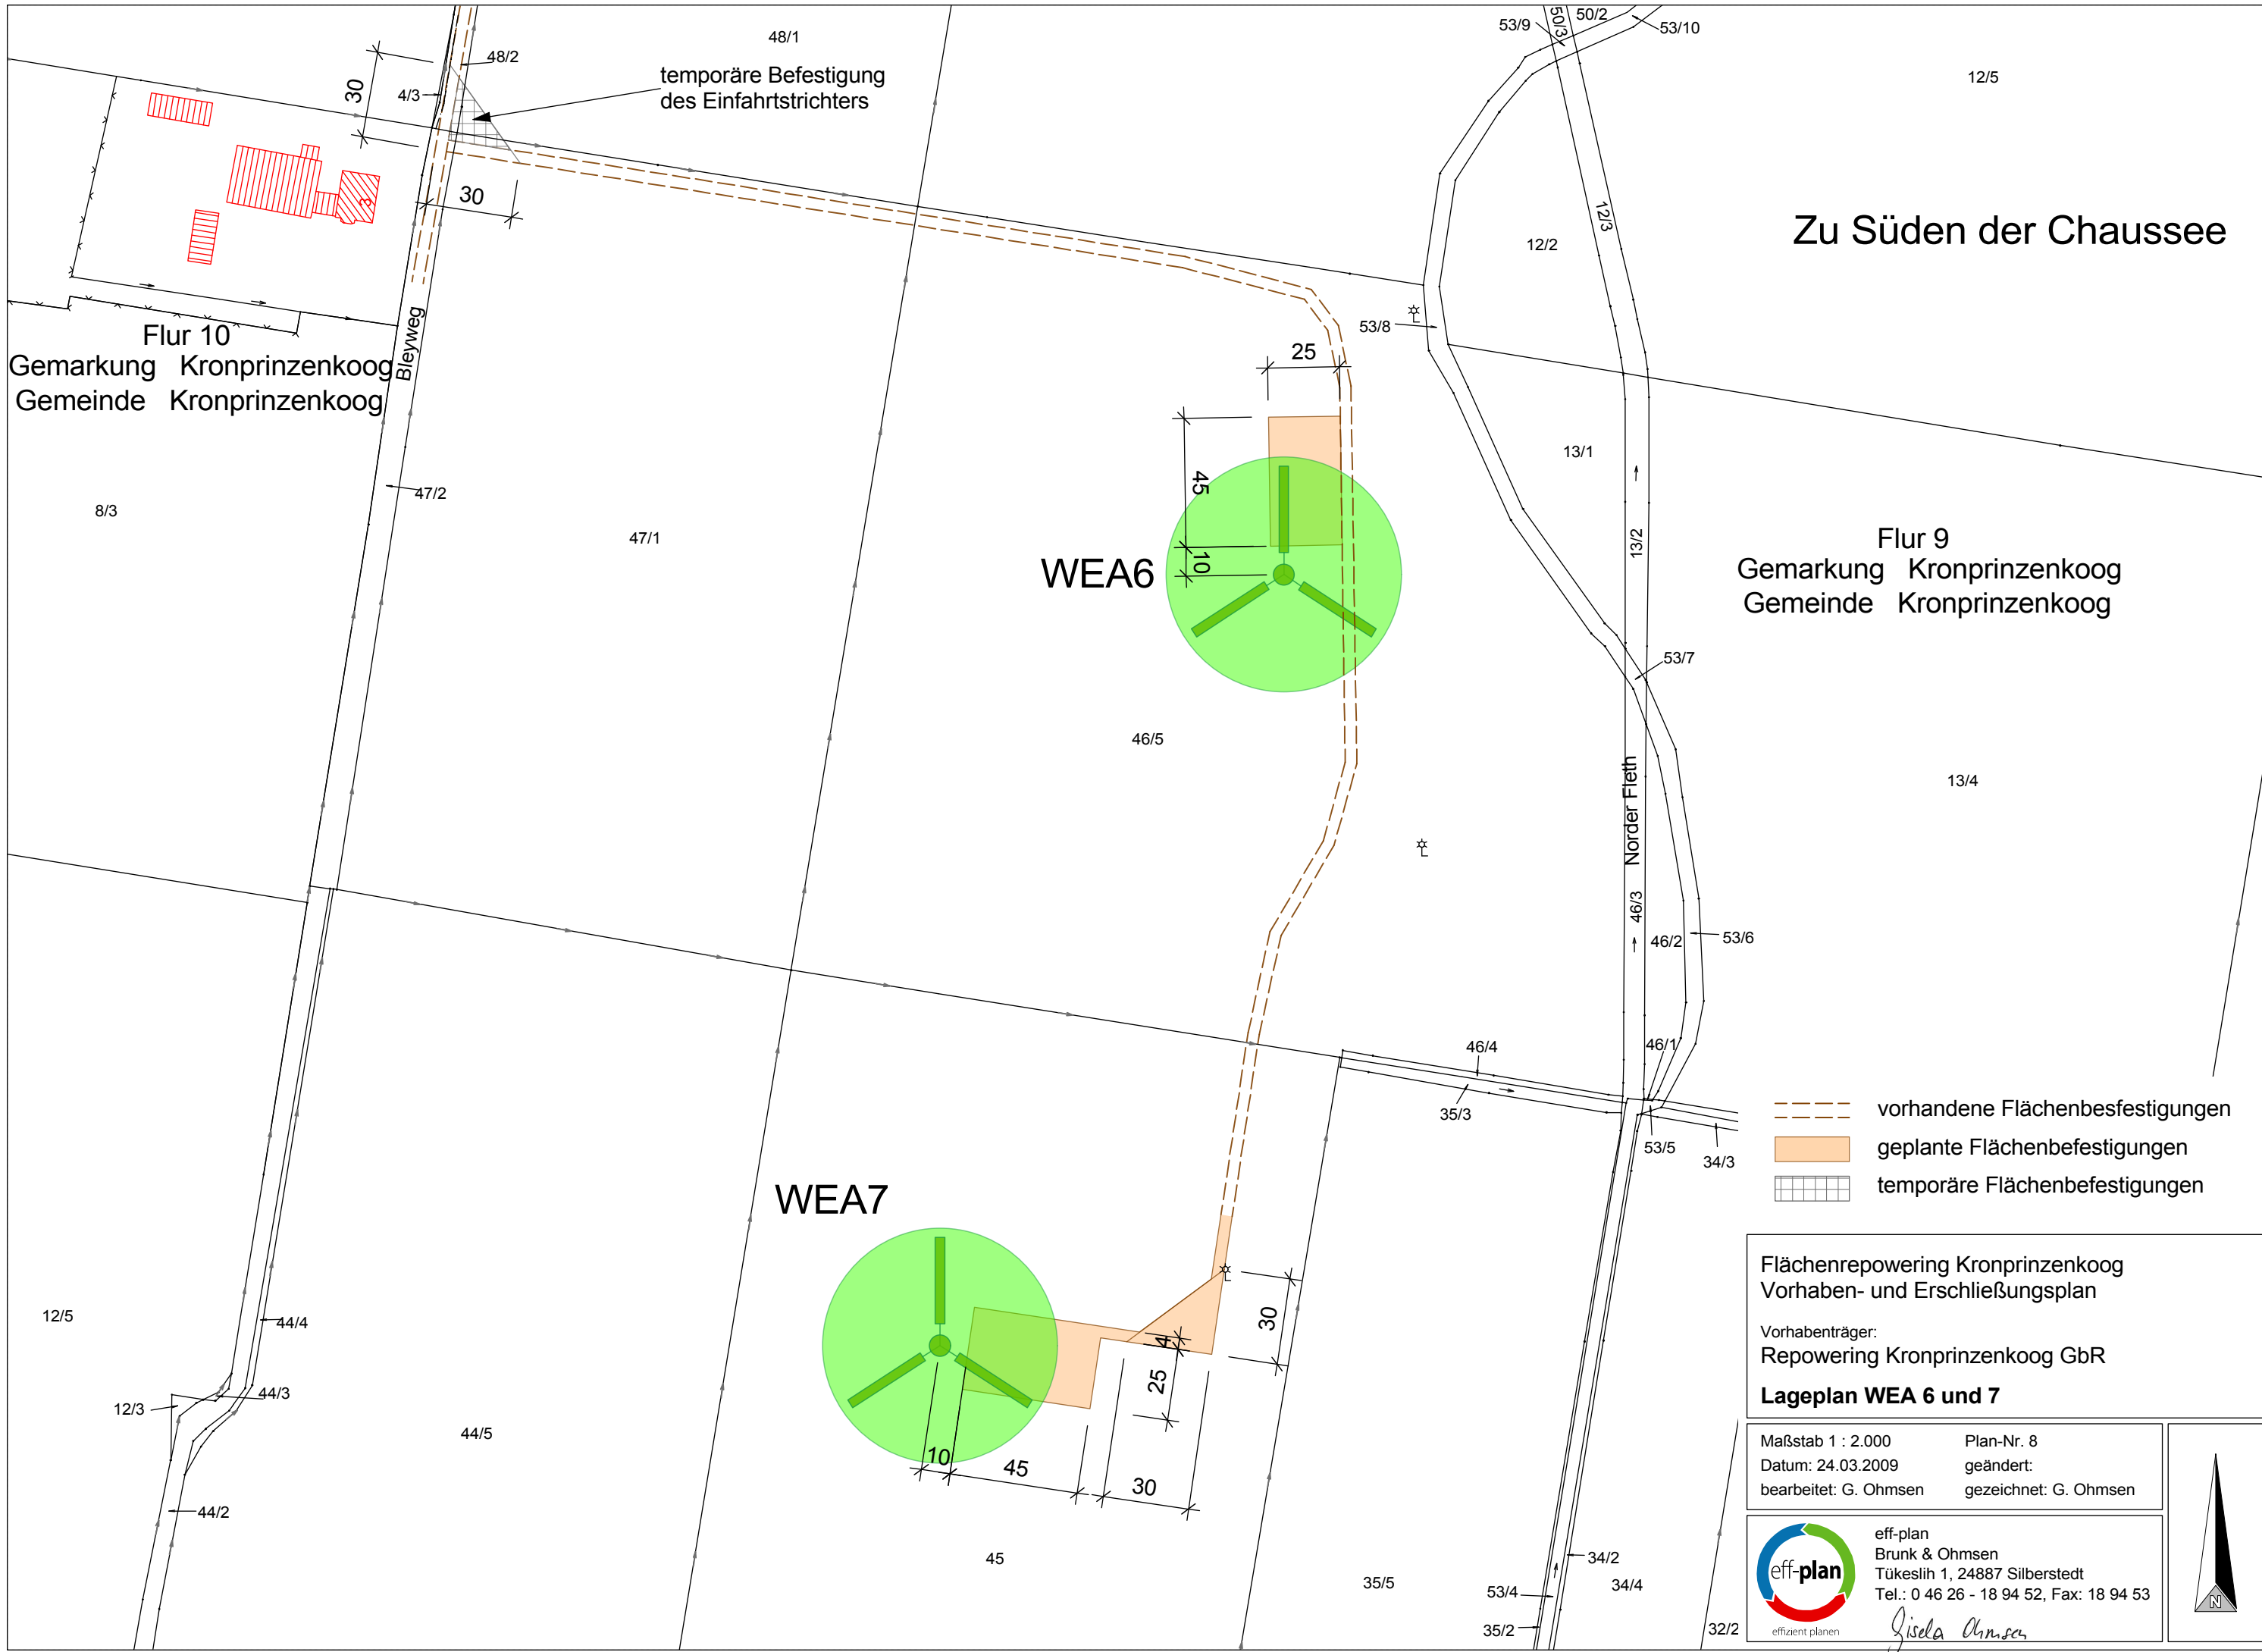 48/1
50/3
50/2
53/9
53/10
48/2
temporäre Befestigung
des Einfahrtstrichters
12/5
30
4/3
3
30
12/3
12/2
Zu Süden der Chaussee
Flur 10
Gemarkung Kronprinzenkoog
Gemeinde Kronprinzenkoog
Bleyweg
53/8
25
45
10
13/1
47/2
8/3
47/1
WEA6
13/2
Flur 9
Gemarkung Kronprinzenkoog
Gemeinde Kronprinzenkoog
53/7
46/5
Norder Fleth
13/4
46/3
46/2
53/6
46/4
46/1
35/3
53/5
34/3
vorhandene Flächenbesfestigungen
geplante Flächenbefestigungen
temporäre Flächenbefestigungen
WEA7
30
4
25
10
45
30
12/5
44/4
44/3
12/3
44/5
44/2
45
35/5
53/4
35/2
34/2
34/4
32/2
Flächenrepowering Kronprinzenkoog
Vorhaben- und Erschließungsplan
Vorhabenträger:
Repowering Kronprinzenkoog GbR
Lageplan WEA 6 und 7
Maßstab 1 : 2.000 Plan-Nr. 8
Datum: 24.03.2009 geändert:
bearbeitet: G. Ohmsen gezeichnet: G. Ohmsen
eff-plan
effizient planen
eff-plan
Brunk & Ohmsen
Tükeslih 1, 24887 Silberstedt
Tel.: 0 46 26 - 18 94 52, Fax: 18 94 53
Gisela Ohmsen
N